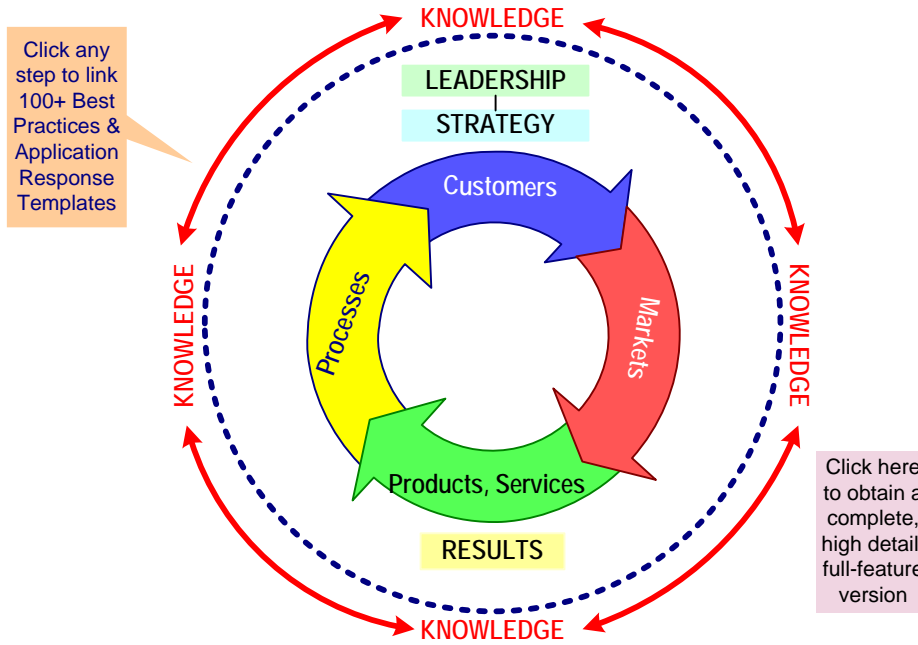 KNOWLEDGE
Click any
step to link
100+ Best
Practices &
Application
Response
Templates
LEADERSHIP
STRATEGY
Customers
KNOWLEDGE
Processes
Markets
KNOWLEDGE
Products, Services
RESULTS
Click here
to obtain a
complete,
high detail
full-feature
version
KNOWLEDGE